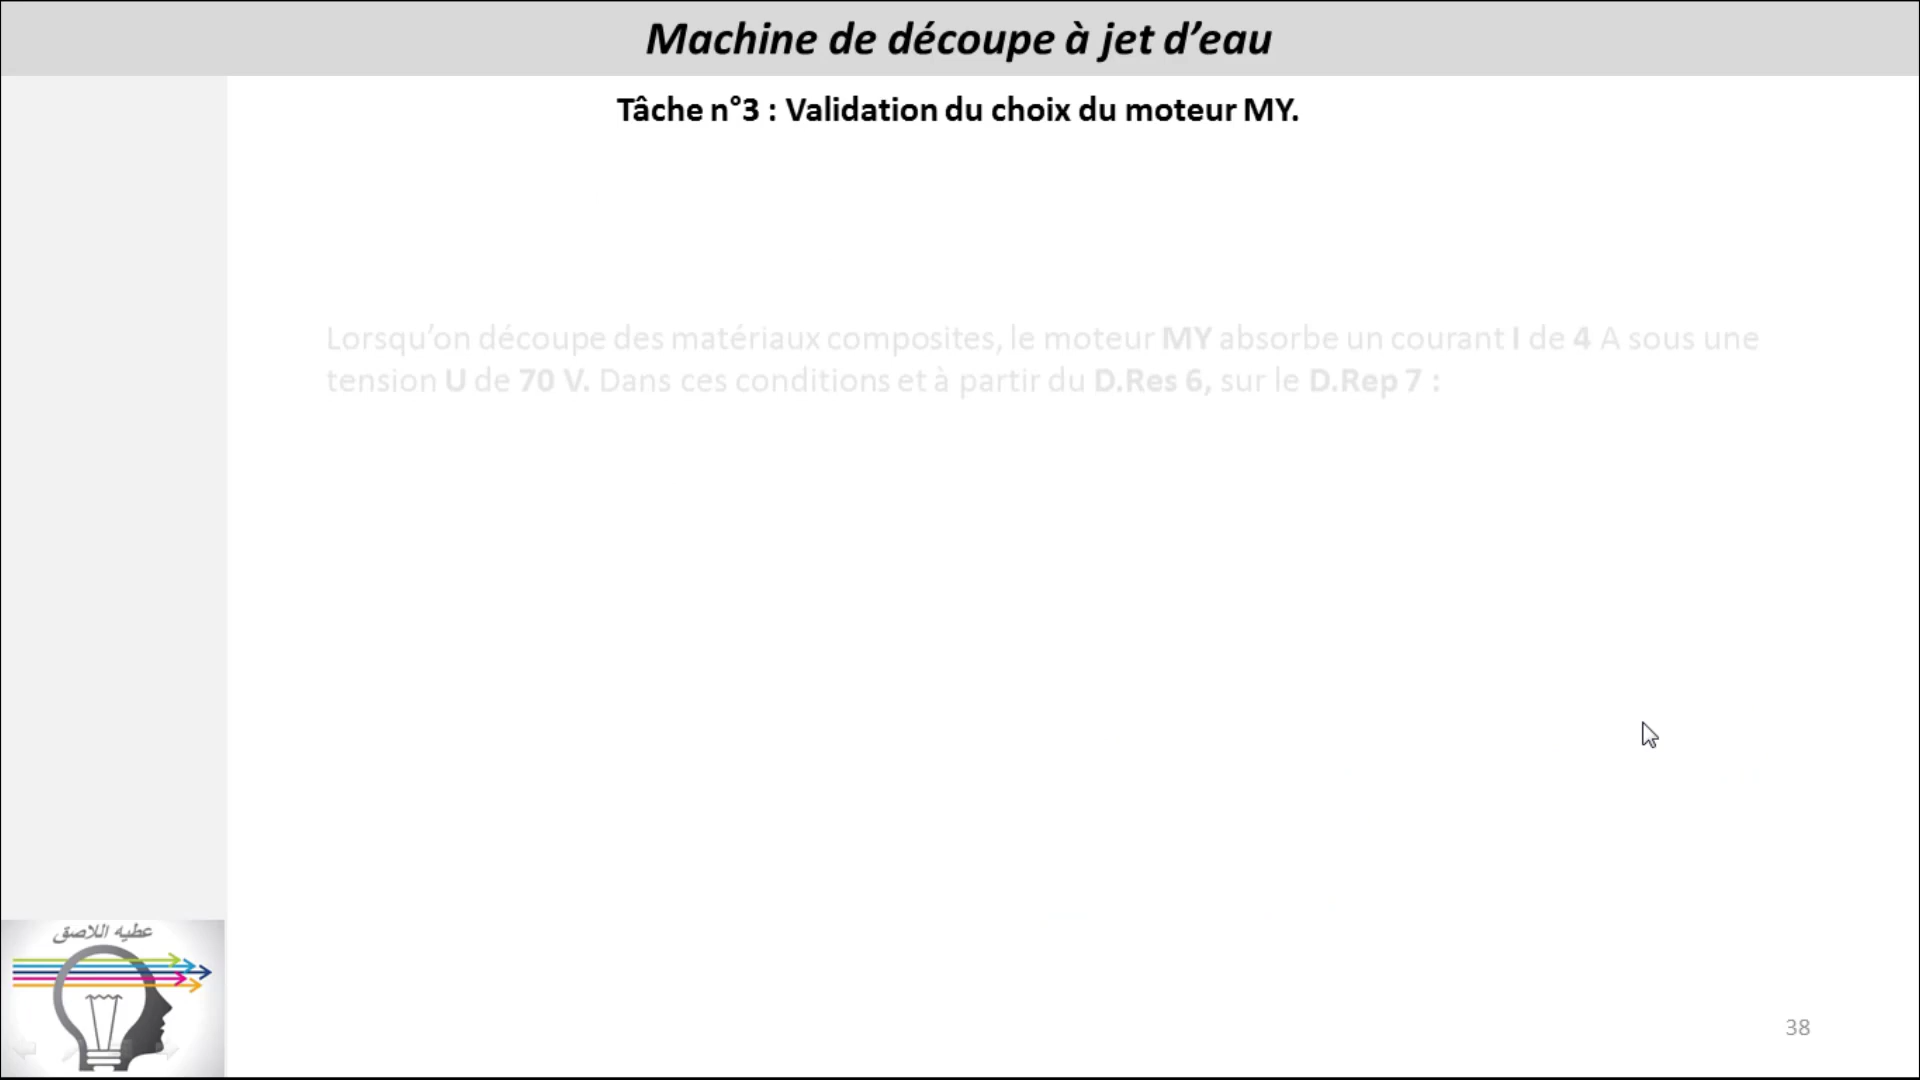 Machine de découpe à jet d’eau
Tâche n°3 : Validation du choix du moteur MY.
Lorsqu’on découpe des matériaux composites, le moteur MY absorbe un courant I de 4 A sous une
tension U de 70 V. Dans ces conditions et à partir du D.Res 6, sur le D.Rep 7 :
عطيه اللاصق
38